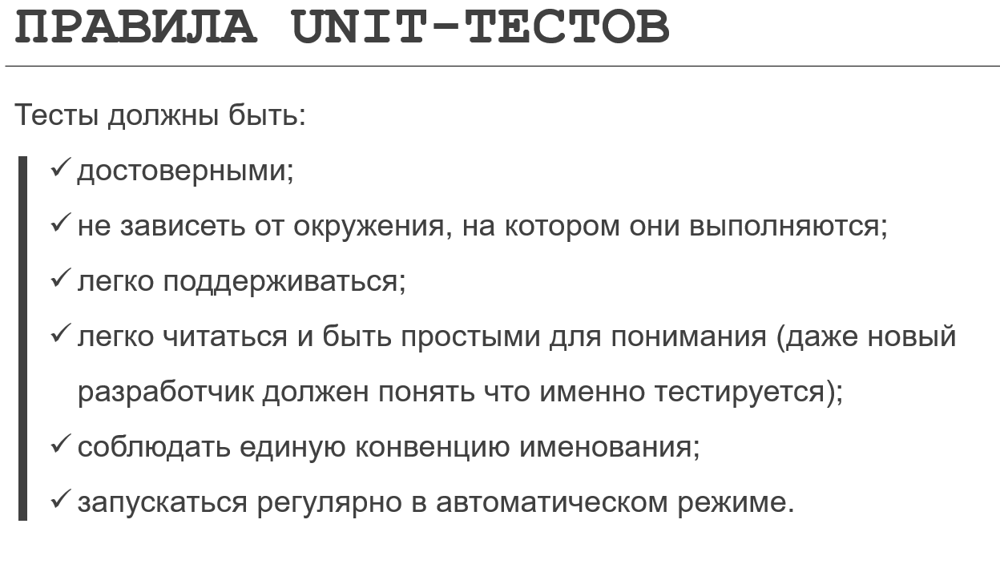 ПРАВИЛА UNIT-ТЕСТОВ
Тесты должны быть:
✓ достоверными;
✓ не зависеть от окружения, на котором они выполняются;
✓ легко поддерживаться;
✓ легко читаться и быть простыми для понимания (даже новый
разработчик должен понять что именно тестируется);
✓ соблюдать единую конвенцию именования;
✓ запускаться регулярно в автоматическом режиме.